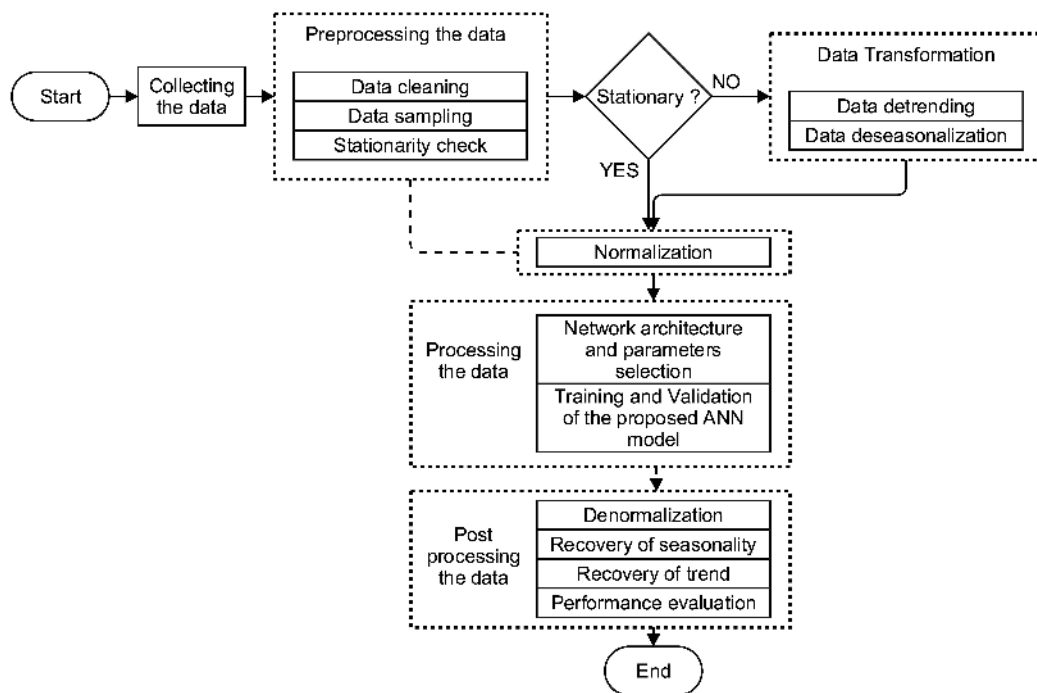 Preprocessing the data
Data Transformation
Start
Collecting
the data
Data cleaning
Data sampling
Stationarity check
Stationary ?
NO
YES
Data detrending
Data deseasonalization
Normalization
Processing
the data
Network architecture
and parameters
selection
Training and Validation
of the proposed ANN
model
Post
processing
the data
Denormalization
Recovery of seasonality
Recovery of trend
Performance evaluation
End